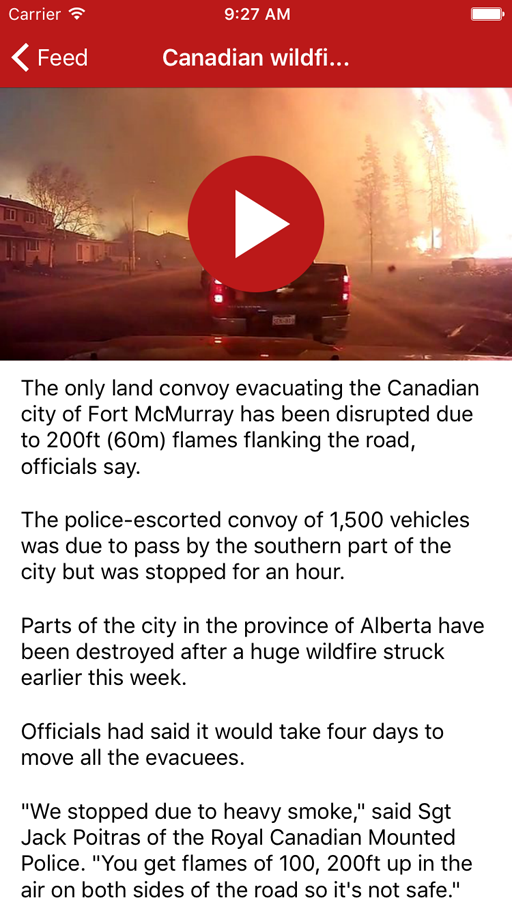 Carrier 9:27 AM
Feed Canadian wildfi...
The only land convoy evacuating the Canadian
city of Fort McMurray has been disrupted due
to 200ft (60m) flames flanking the road,
officials say.
The police-escorted convoy of 1,500 vehicles
was due to pass by the southern part of the
city but was stopped for an hour.
Parts of the city in the province of Alberta have
been destroyed after a huge wildfire struck
earlier this week.
Officials had said it would take four days to
move all the evacuees.
"We stopped due to heavy smoke," said Sgt
Jack Poitras of the Royal Canadian Mounted
Police. "You get flames of 100, 200ft up in the
air on both sides of the road so it's not safe."